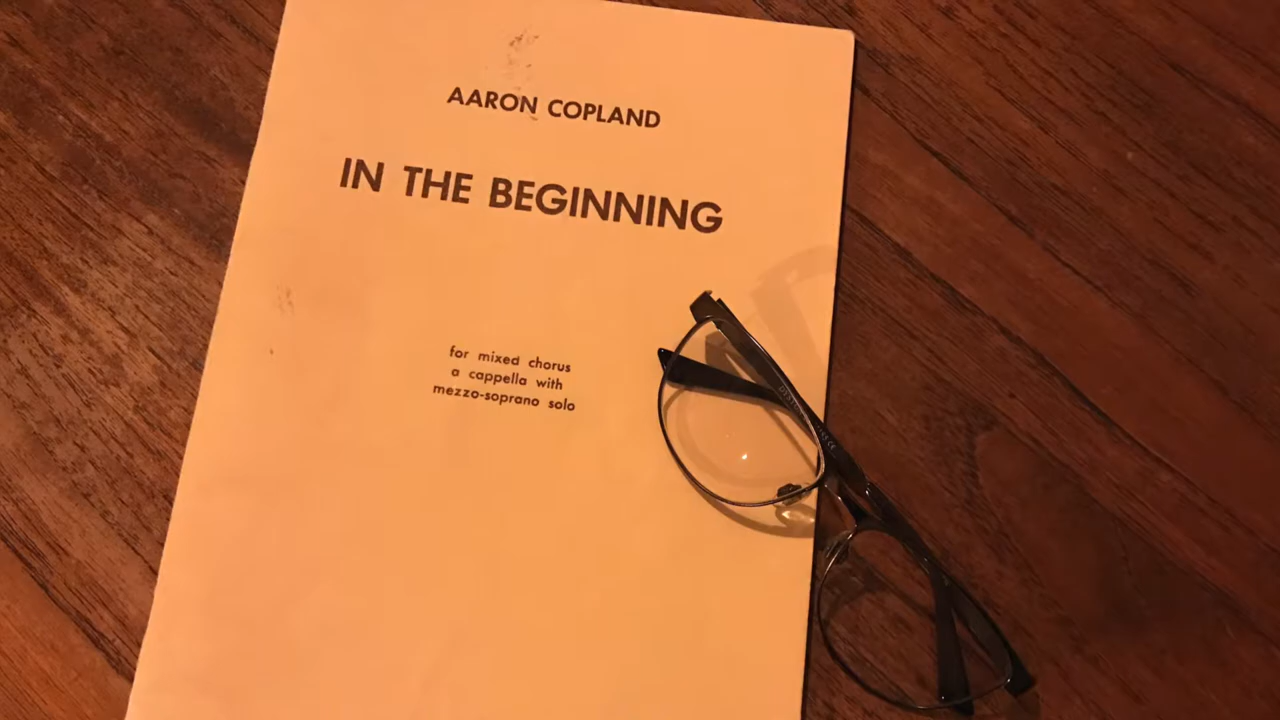 AARON COPLAND
IN THE BEGINNING
for mixed chorus
a cappella with
mezzo-soprano solo